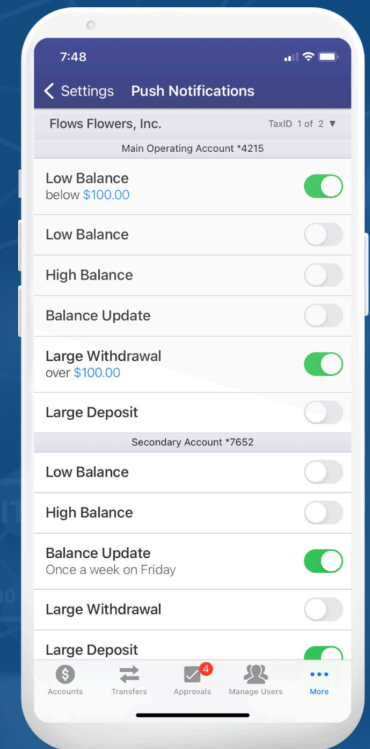 7:48
Settings Push Notifications
Flows Flowers, Inc. TaxID 1 of 2 ▼
Main Operating Account *4215
Low Balance
below $100.00
Low Balance
High Balance
Balance Update
Large Withdrawal
over $100.00
Large Deposit
Secondary Account *7652
Low Balance
High Balance
Balance Update
Once a week on Friday
Large Withdrawal
Large Deposit
4
Accounts Transfers Approvals Manage Users More